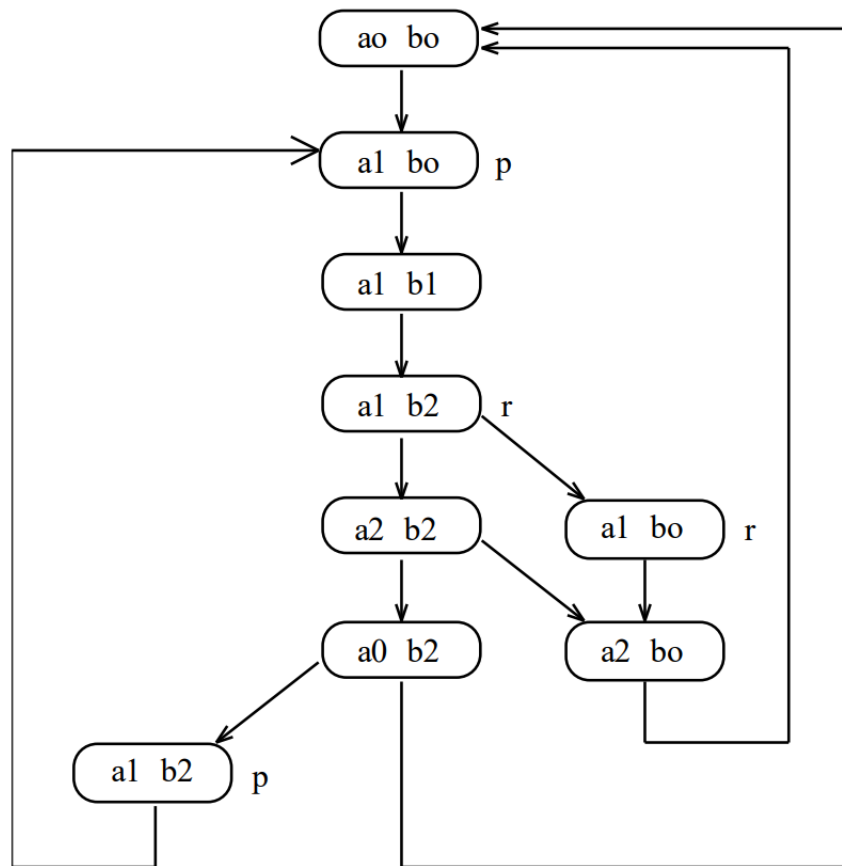 ao bo
a1 bo p
a1 b1
a1 b2 r
a2 b2
a1 bo r
a0 b2
a2 bo
a1 b2 p